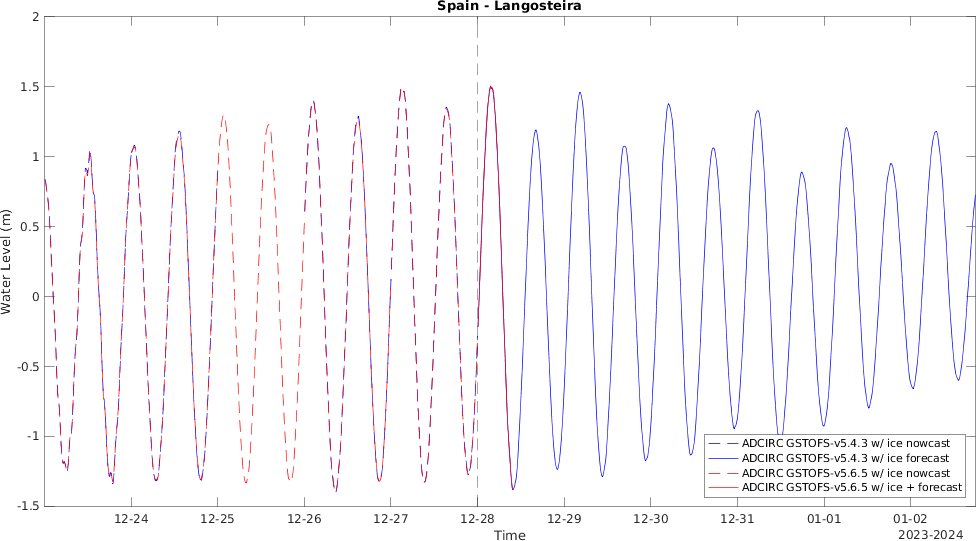 Spain - Langosteira
2
1.5
1
0.5
0
-0.5
-1
-1.5
Water Level (m)
12-24 12-25 12-26 12-27 12-28 12-29 12-30 12-31 01-01 01-02
Time
2023-2024
ADCIRC GSTOFS-v5.4.3 w/ ice nowcast
ADCIRC GSTOFS-v5.4.3 w/ ice forecast
ADCIRC GSTOFS-v5.6.5 w/ ice nowcast
ADCIRC GSTOFS-v5.6.5 w/ ice + forecast